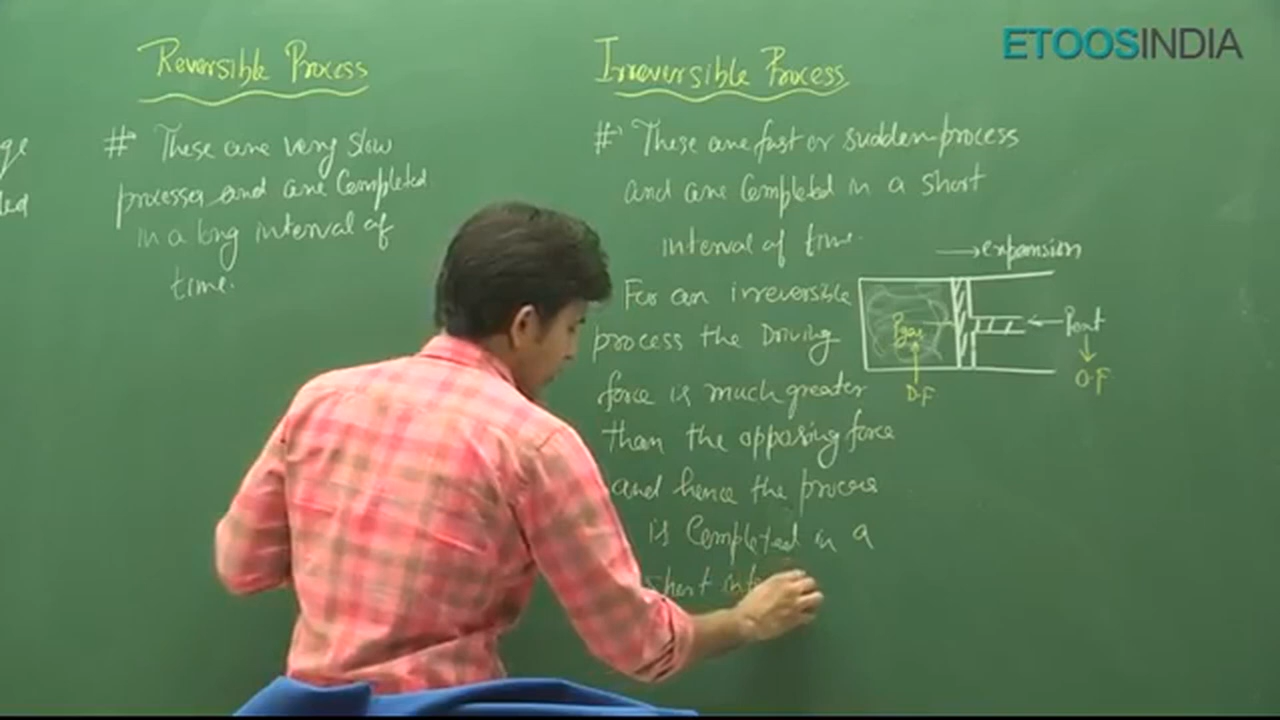 ETOOSINDIA
Reversible Process
# These are very slow
processes and are Completed
in a long interval of
time.
Irreversible Process
# These are fast or sudden process
and are Completed in a short
interval of time.
For an irreversible
process the Driving
force is much greater
than the opposing force
and hence the process
is Completed in a
short
→ expansion
Pgas
D.F
Pext
O.F